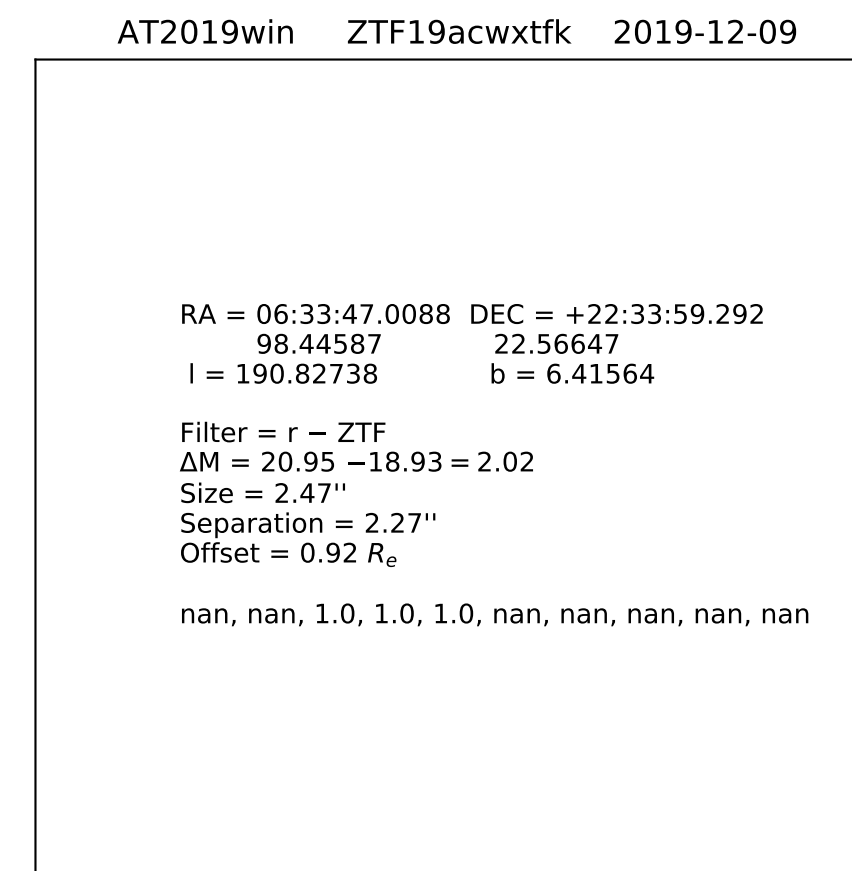 AT2019win ZTF19acwxtfk 2019-12-09
RA = 06:33:47.0088 DEC = +22:33:59.292
98.44587 22.56647
l = 190.82738 b = 6.41564
Filter = r − ZTF
ΔM = 20.95 −18.93 = 2.02
Size = 2.47''
Separation = 2.27''
Offset = 0.92 Rₑ
nan, nan, 1.0, 1.0, 1.0, nan, nan, nan, nan, nan